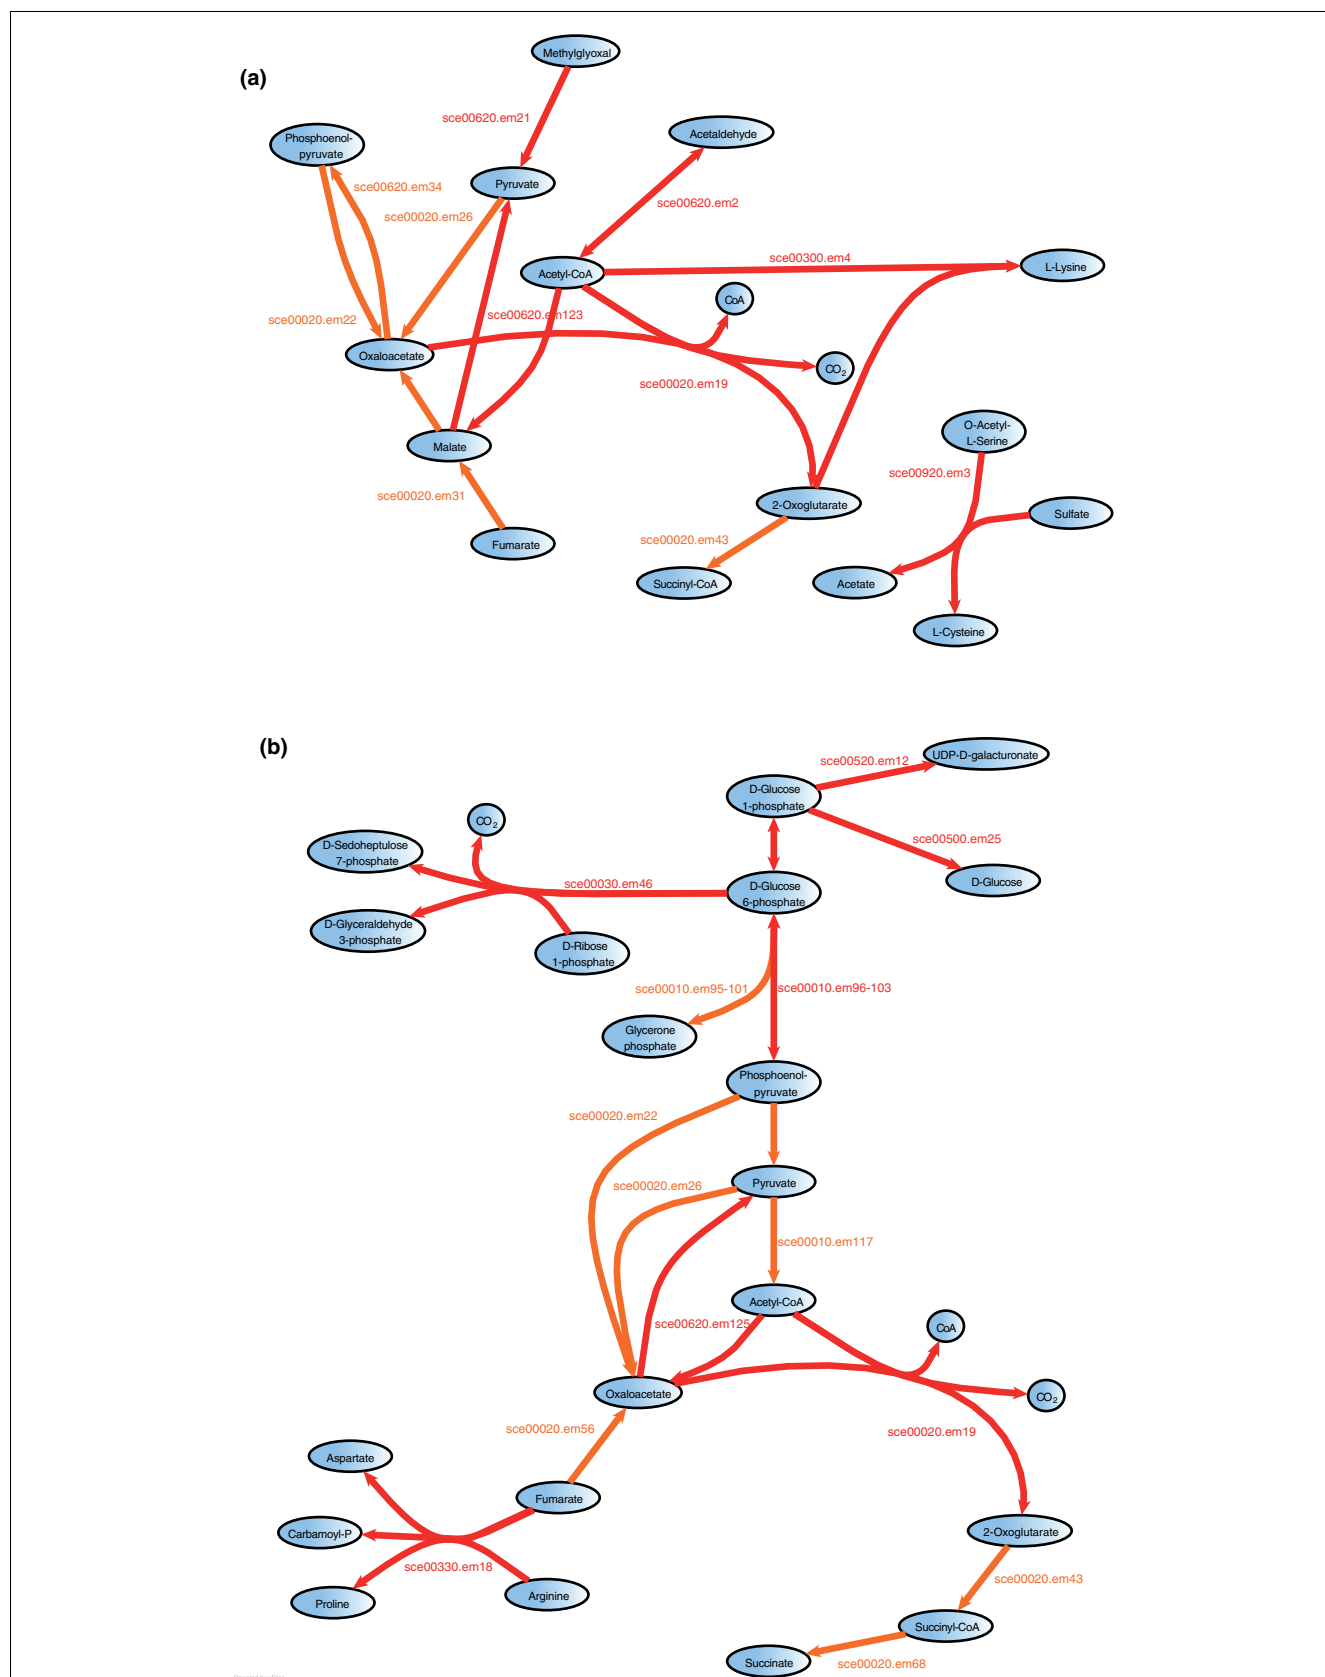 (a)
Methylglyoxal
sce00620.em21
Phosphoenol-
pyruvate
Acetaldehyde
sce00620.em34
Pyruvate
sce00620.em2
sce00020.em26
Acetyl-CoA
sce00300.em4
L-Lysine
CoA
sce00020.em22
sce00620.em123
Oxaloacetate
CO2
sce00020.em19
Malate
O-Acetyl-
L-Serine
sce00920.em3
sce00020.em31
2-Oxoglutarate
Sulfate
Fumarate
sce00020.em43
Succinyl-CoA
Acetate
L-Cysteine
(b)
UDP-D-galacturonate
sce00520.em12
D-Glucose
1-phosphate
CO2
sce00500.em25
D-Sedoheptulose
7-phosphate
D-Glucose
sce00030.em46
D-Glucose
6-phosphate
D-Glyceraldehyde
3-phosphate
D-Ribose
1-phosphate
sce00010.em95-101
sce00010.em96-103
Glycerone
phosphate
Phosphoenol-
pyruvate
sce00020.em22
Pyruvate
sce00020.em26
sce00010.em117
Acetyl-CoA
sce00620.em125
CoA
Oxaloacetate
CO2
sce00020.em56
sce00020.em19
Aspartate
Fumarate
Carbamoyl-P
2-Oxoglutarate
sce00330.em18
sce00020.em43
Proline
Arginine
Succinyl-CoA
Succinate
sce00020.em68